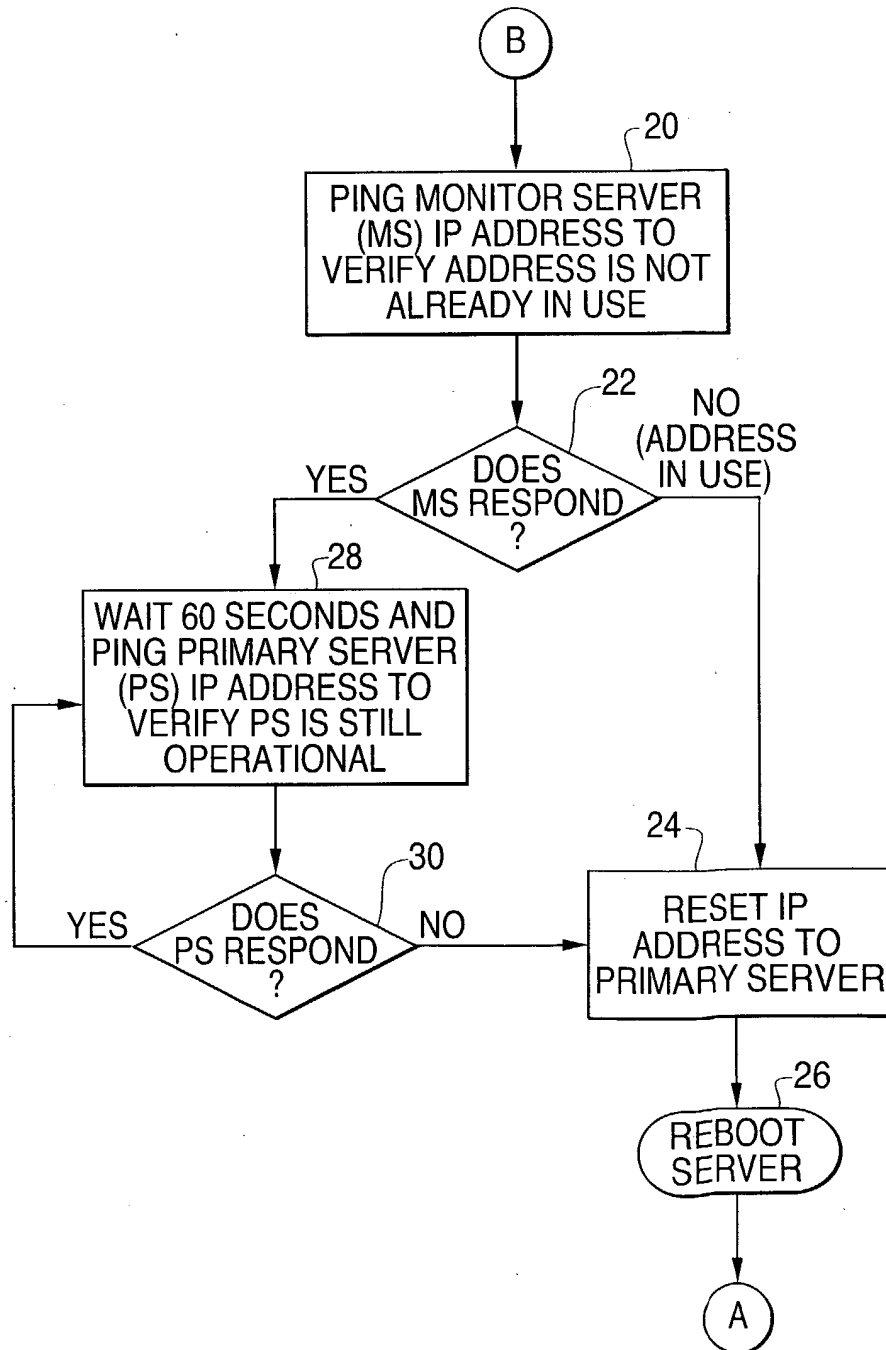 B
20
PING MONITOR SERVER
(MS) IP ADDRESS TO
VERIFY ADDRESS IS NOT
ALREADY IN USE
22
DOES
MS RESPOND
?
YES
NO
(ADDRESS
IN USE)
28
WAIT 60 SECONDS AND
PING PRIMARY SERVER
(PS) IP ADDRESS TO
VERIFY PS IS STILL
OPERATIONAL
30
DOES
PS RESPOND
?
YES
NO
24
RESET IP
ADDRESS TO
PRIMARY SERVER
26
REBOOT
SERVER
A